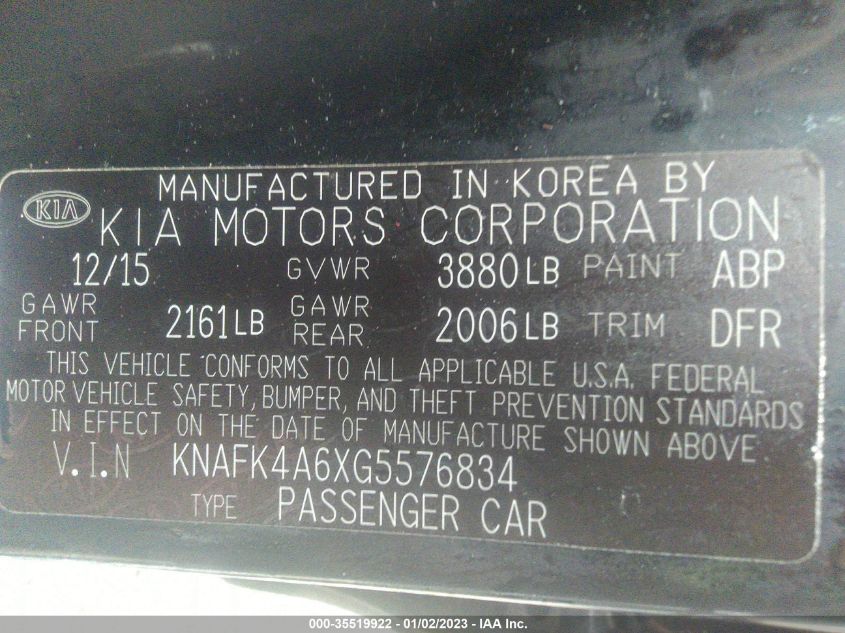 MANUFACTURED IN KOREA BY
KIA KIA MOTORS CORPORATION
12/15 GVWR 3880LB PAINT ABP
GAWR FRONT 2161LB GAWR REAR 2006LB TRIM DFR
THIS VEHICLE CONFORMS TO ALL APPLICABLE U.S.A. FEDERAL
MOTOR VEHICLE SAFETY, BUMPER, AND THEFT PREVENTION STANDARDS
IN EFFECT ON THE DATE OF MANUFACTURE SHOWN ABOVE
V.I.N KNAFK4A6XG5576834
TYPE PASSENGER CAR
000-35519922 - 01/02/2023 - IAA Inc.